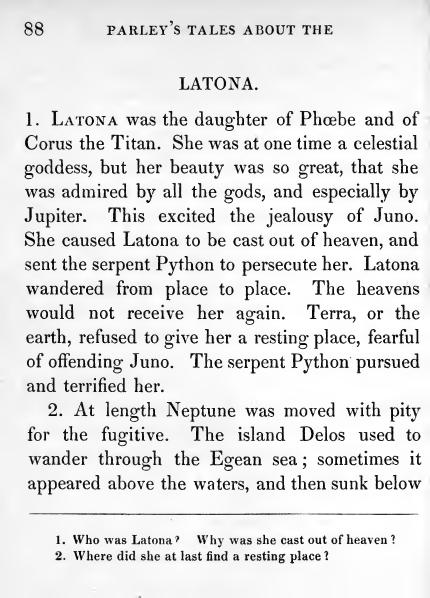 88 PARLEY'S TALES ABOUT THE
LATONA.
1. LATONA was the daughter of Phœbe and of
Corus the Titan. She was at one time a celestial
goddess, but her beauty was so great, that she
was admired by all the gods, and especially by
Jupiter. This excited the jealousy of Juno.
She caused Latona to be cast out of heaven, and
sent the serpent Python to persecute her. Latona
wandered from place to place. The heavens
would not receive her again. Terra, or the
earth, refused to give her a resting place, fearful
of offending Juno. The serpent Python pursued
and terrified her.
2. At length Neptune was moved with pity
for the fugitive. The island Delos used to
wander through the Egean sea; sometimes it
appeared above the waters, and then sunk below
1. Who was Latona? Why was she cast out of heaven?
2. Where did she at last find a resting place?